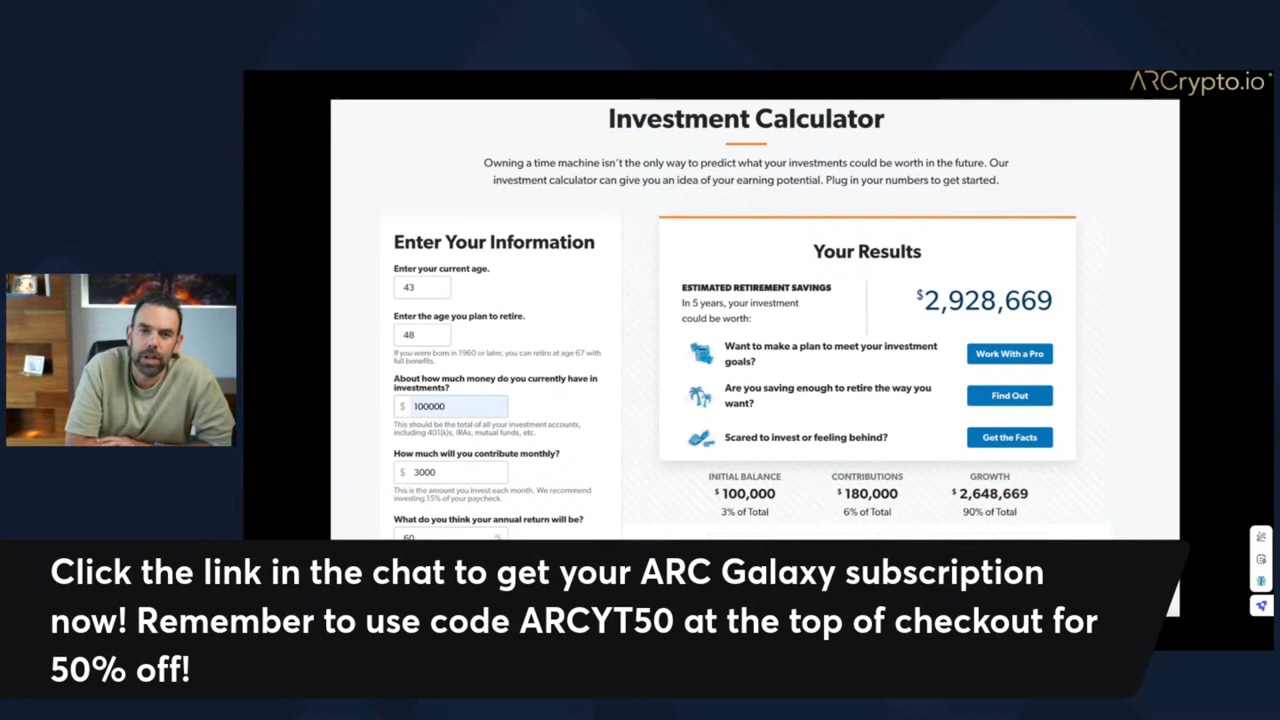 ARCrypto.io
Investment Calculator
Owning a time machine isn't the only way to predict what your investments could be worth in the future. Our
investment calculator can give you an idea of your earning potential. Plug in your numbers to get started.
Enter Your Information
Enter your current age.
43
Enter the age you plan to retire.
48
If you were born in 1960 or later, you can retire at age 67 with
full benefits.
About how much money do you currently have in
investments?
$ 100000
This should be the total of all your investment accounts,
including 401(k)s, IRAs, mutual funds, etc.
How much will you contribute monthly?
$ 3000
This is the amount you invest each month. We recommend
investing 15% of your paycheck.
What do you think your annual return will be?
60 %
Your Results
ESTIMATED RETIREMENT SAVINGS
In 5 years, your investment
could be worth:
$2,928,669
Want to make a plan to meet your investment
goals?
Work With a Pro
Are you saving enough to retire the way you
want?
Find Out
Scared to invest or feeling behind?
Get the Facts
INITIAL BALANCE
$ 100,000
3% of Total
CONTRIBUTIONS
$ 180,000
6% of Total
GROWTH
$ 2,648,669
90% of Total
Click the link in the chat to get your ARC Galaxy subscription
now! Remember to use code ARCYT50 at the top of checkout for
50% off!